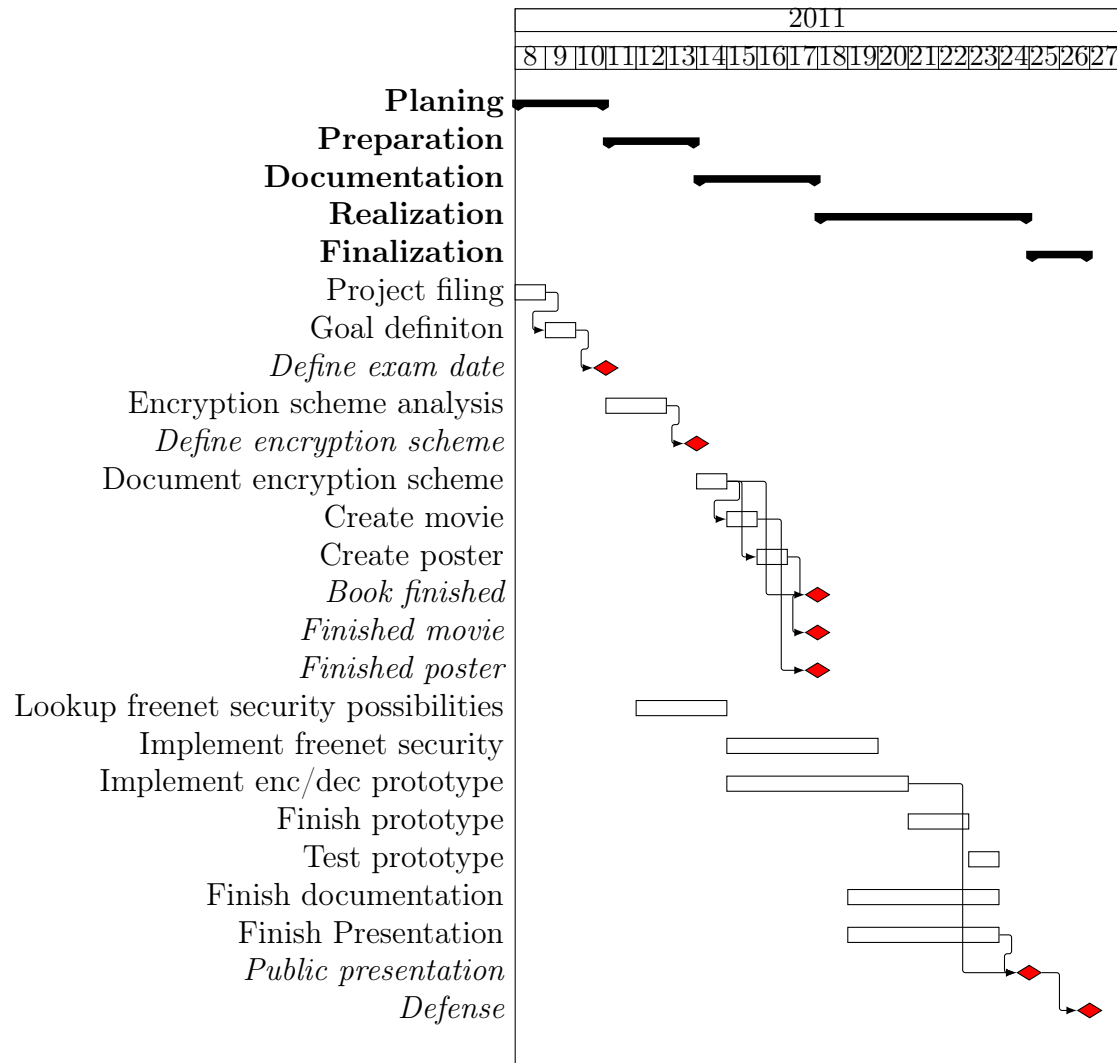 2011
8 9 10 11 12 13 14 15 16 17 18 19 20 21 22 23 24 25 26 27
Planing
Preparation
Documentation
Realization
Finalization
Project filing
Goal definiton
Define exam date
Encryption scheme analysis
Define encryption scheme
Document encryption scheme
Create movie
Create poster
Book finished
Finished movie
Finished poster
Lookup freenet security possibilities
Implement freenet security
Implement enc/dec prototype
Finish prototype
Test prototype
Finish documentation
Finish Presentation
Public presentation
Defense